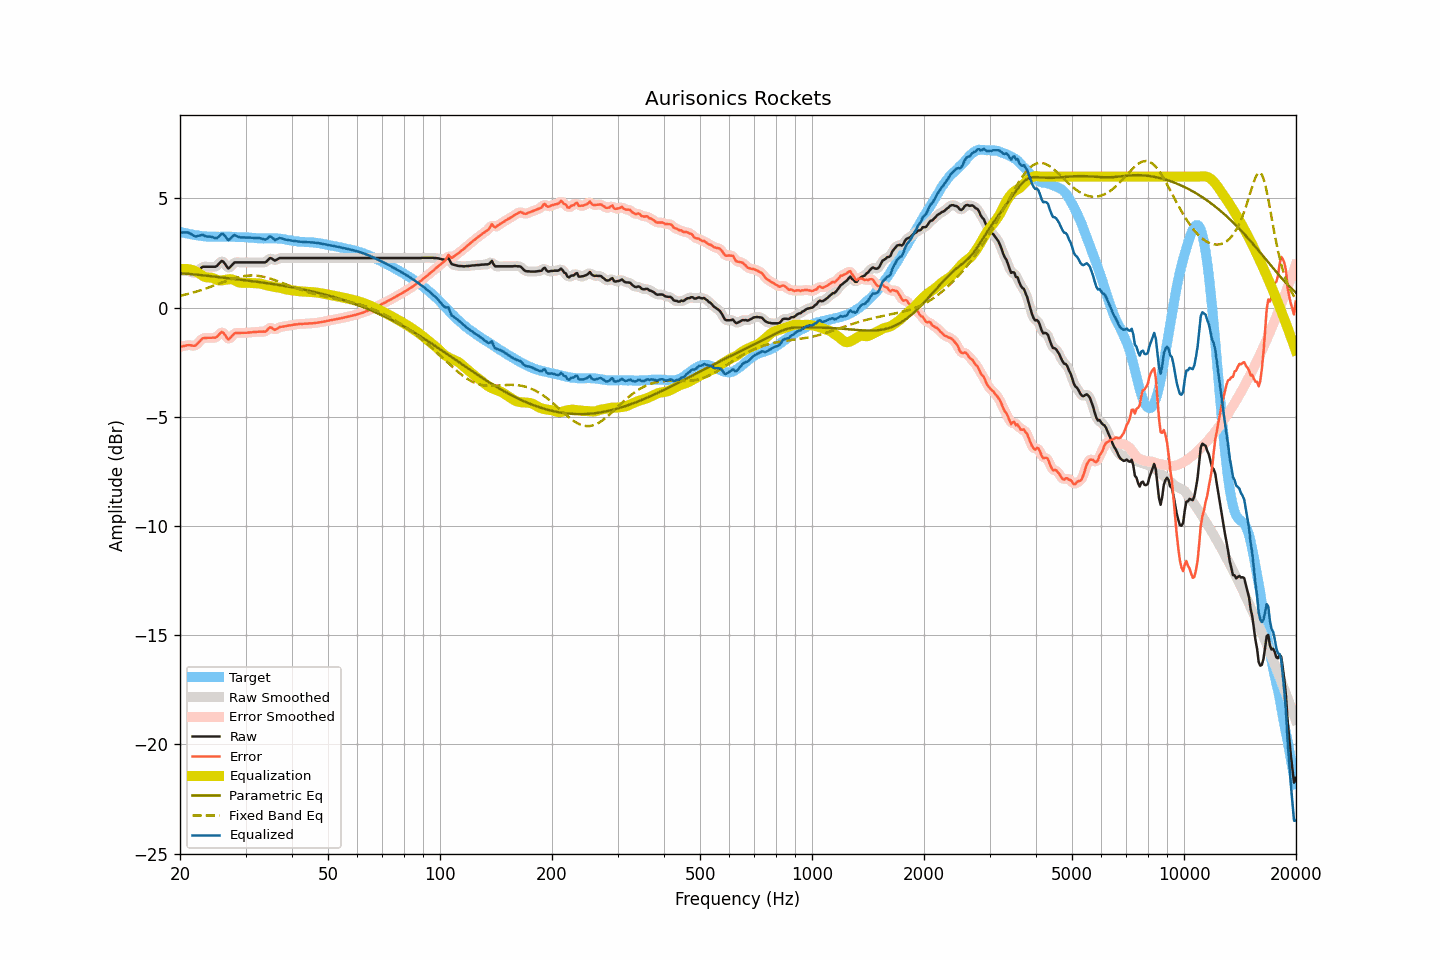 Aurisonics Rockets
Amplitude (dBr)
5
0
−5
−10
−15
−20
−25
Target
Raw Smoothed
Error Smoothed
Raw
Error
Equalization
Parametric Eq
Fixed Band Eq
Equalized
20 50 100 200 500 1000 2000 5000 10000 20000
Frequency (Hz)